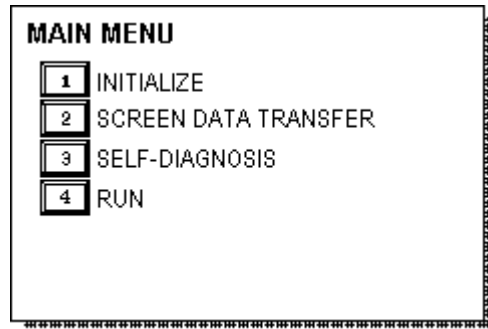 MAIN MENU
1 INITIALIZE
2 SCREEN DATA TRANSFER
3 SELF-DIAGNOSIS
4 RUN